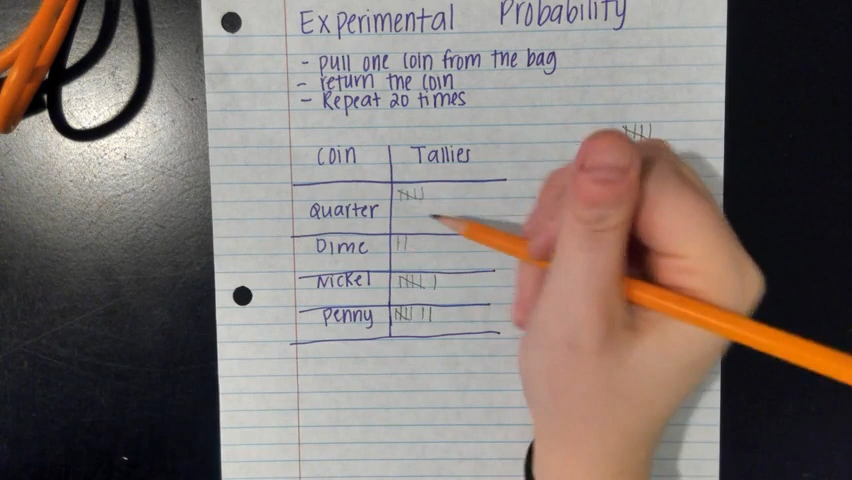 Experimental Probability
- pull one coin from the bag
- return the coin
- Repeat 20 times
Coin Tallies
Quarter
Dime
Nickel
Penny